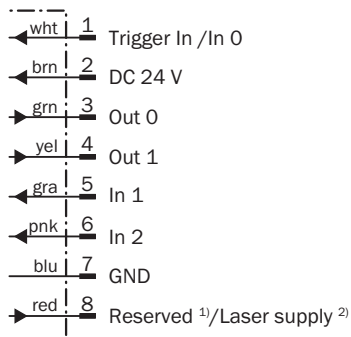 wht 1 Trigger In /In 0
brn 2 DC 24 V
grn 3 Out 0
yel 4 Out 1
gra 5 In 1
pnk 6 In 2
blu 7 GND
red 8 Reserved 1)/Laser supply 2)